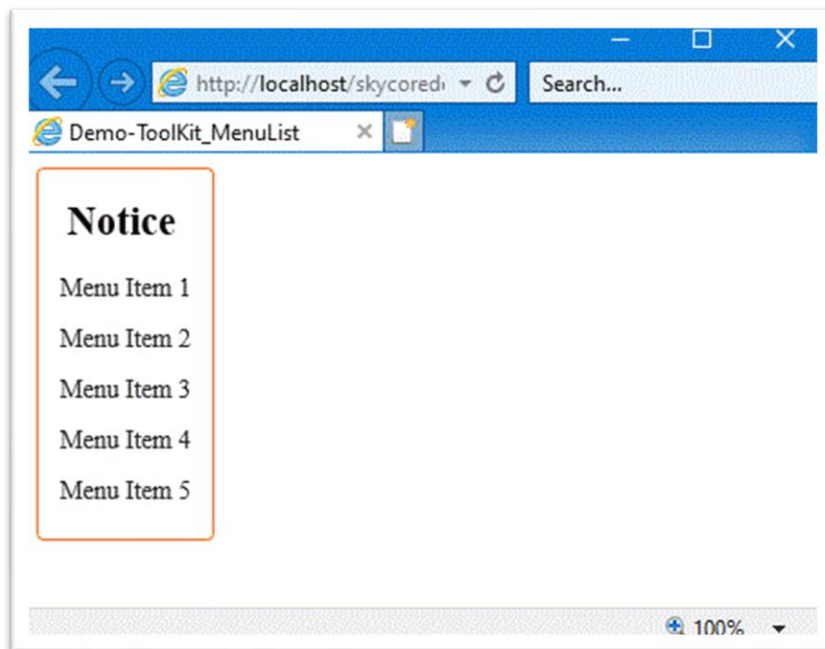 http://localhost/skycored
Search...
Demo-ToolKit_MenuList
Notice
Menu Item 1
Menu Item 2
Menu Item 3
Menu Item 4
Menu Item 5
100%